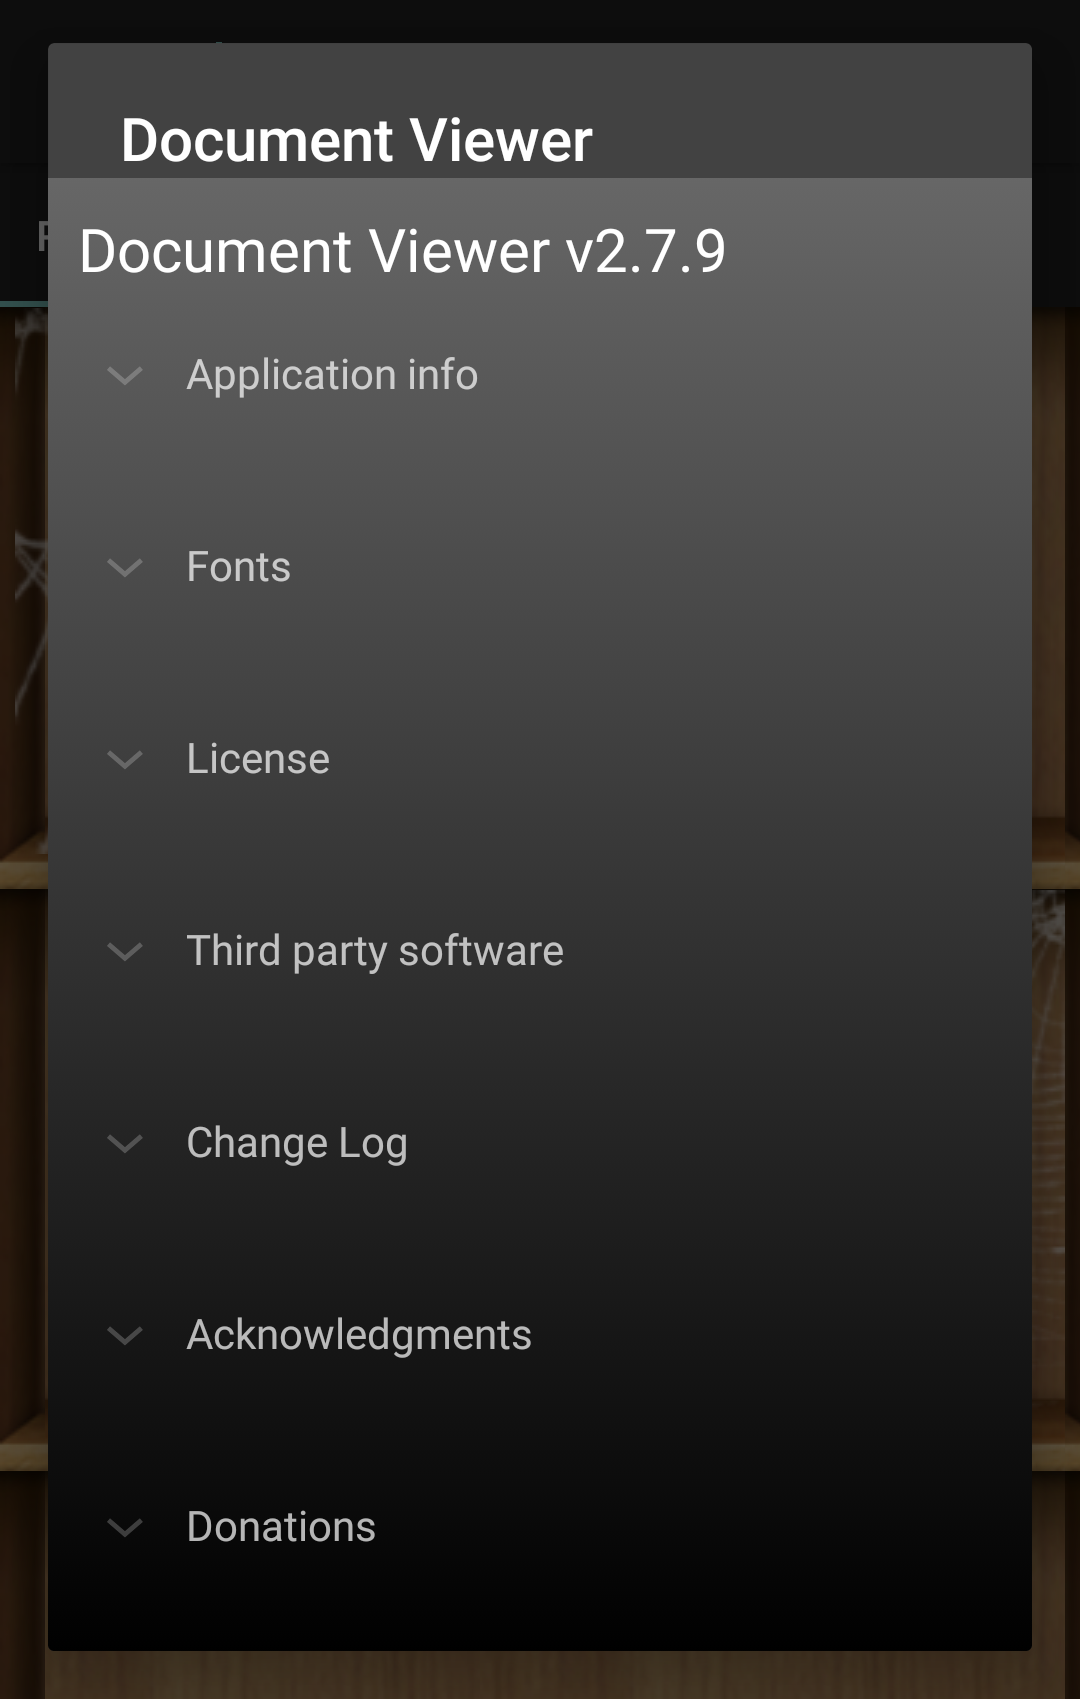 Document Viewer
Document Viewer v2.7.9
Application info
Fonts
License
Third party software
Change Log
Acknowledgments
Donations